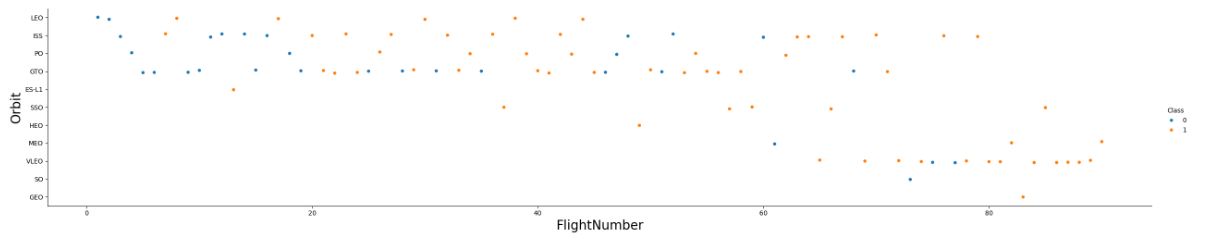 LEO
ISS
PO
GTO
ES-L1
SSO
HEO
MEO
VLEO
SO
GEO
Orbit
0 20 40 60 80
FlightNumber
Class
0
1